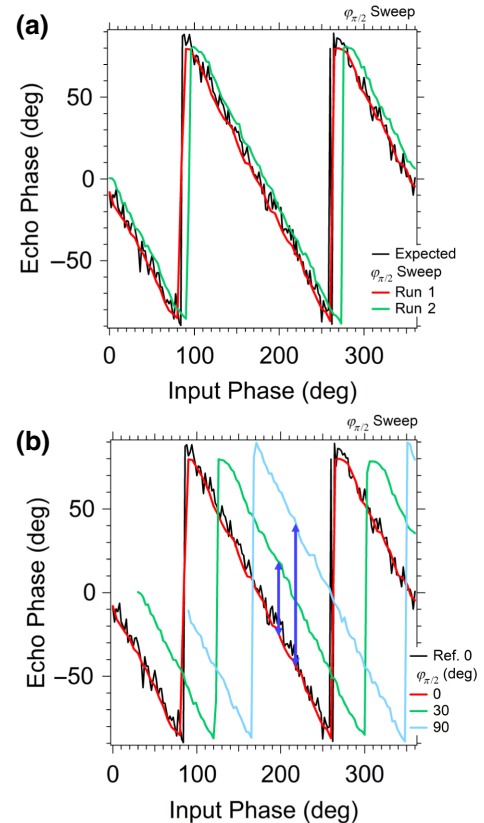 (a)
φπ/2 Sweep
50
0
−50
Echo Phase (deg)
Expected
φπ/2 Sweep
Run 1
Run 2
0 100 200 300
Input Phase (deg)
(b)
φπ/2 Sweep
50
0
−50
Echo Phase (deg)
Ref. 0
φπ/2 (deg)
0
30
90
0 100 200 300
Input Phase (deg)